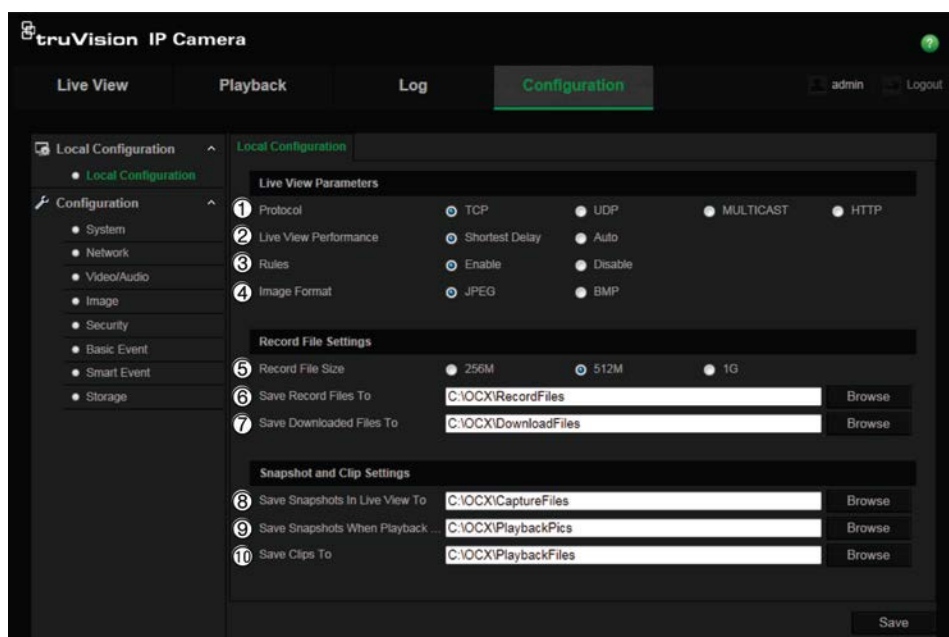 truVision IP Camera
?
Live View Playback Log Configuration admin Logout
Local Configuration
Local Configuration
Configuration
System
Network
Video/Audio
Image
Security
Basic Event
Smart Event
Storage
Local Configuration
Live View Parameters
1 Protocol TCP UDP MULTICAST HTTP
2 Live View Performance Shortest Delay Auto
3 Rules Enable Disable
4 Image Format JPEG BMP
Record File Settings
5 Record File Size 256M 512M 1G
6 Save Record Files To C:\OCX\RecordFiles Browse
7 Save Downloaded Files To C:\OCX\DownloadFiles Browse
Snapshot and Clip Settings
8 Save Snapshots In Live View To C:\OCX\CaptureFiles Browse
9 Save Snapshots When Playback ... C:\OCX\PlaybackPics Browse
10 Save Clips To C:\OCX\PlaybackFiles Browse
Save